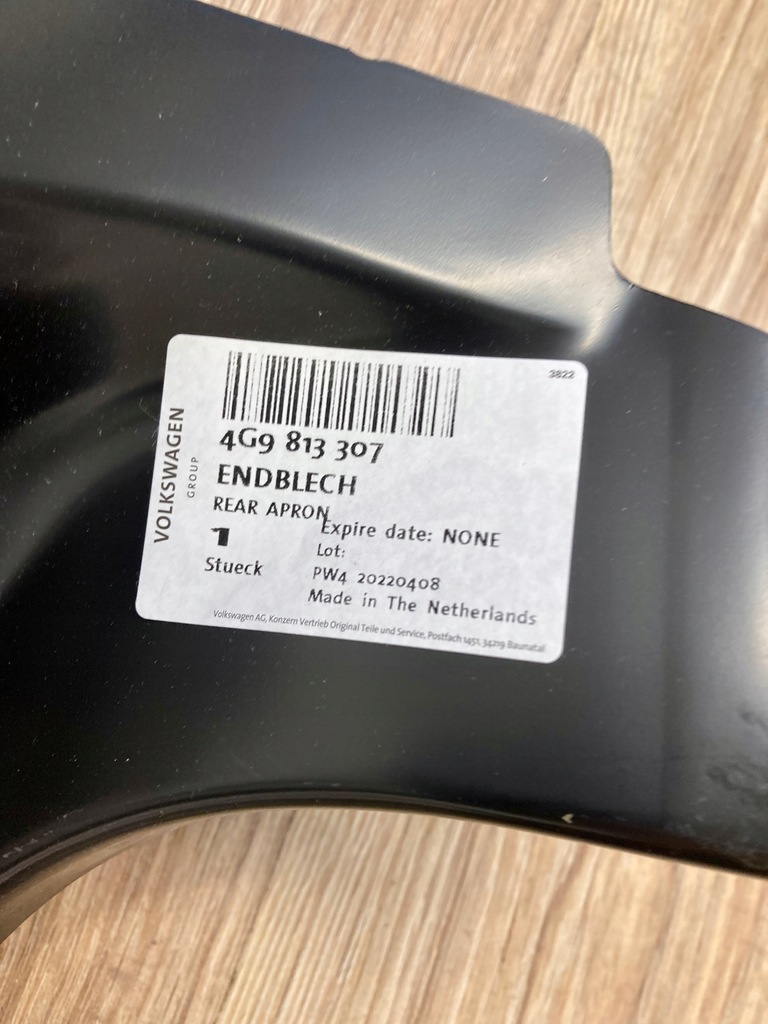 3822
4G9 813 307
ENDBLECH
REAR APRON
Expire date: NONE
1
Lot:
Stueck
PW4 20220408
Made in The Netherlands
Volkswagen AG, Konzern Vertrieb Original Teile und Service, Postfach 1451, 34219 Baunatal
VOLKSWAGEN
GROUP